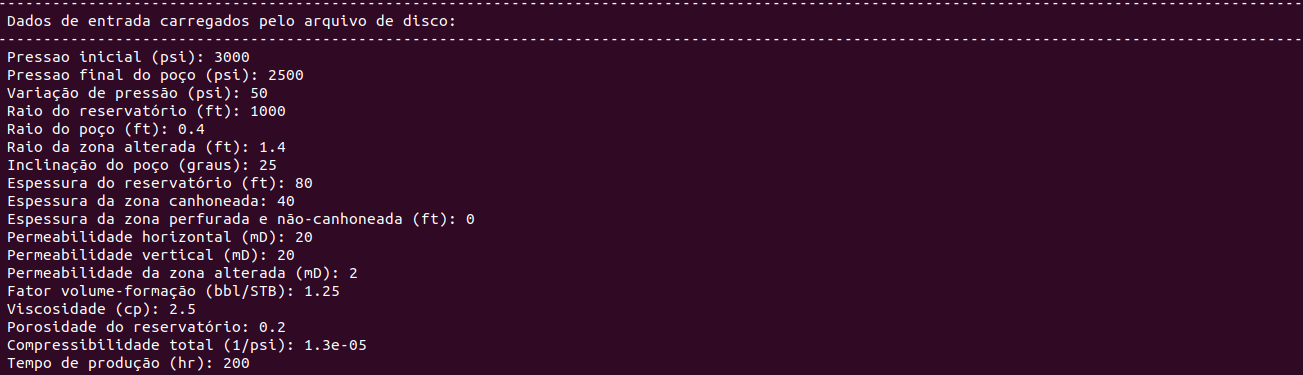 Dados de entrada carregados pelo arquivo de disco:
Pressao inicial (psi): 3000
Pressao final do poço (psi): 2500
Variação de pressão (psi): 50
Raio do reservatório (ft): 1000
Raio do poço (ft): 0.4
Raio da zona alterada (ft): 1.4
Inclinação do poço (graus): 25
Espessura do reservatório (ft): 80
Espessura da zona canhoneada: 40
Espessura da zona perfurada e não-canhoneada (ft): 0
Permeabilidade horizontal (mD): 20
Permeabilidade vertical (mD): 20
Permeabilidade da zona alterada (mD): 2
Fator volume-formação (bbl/STB): 1.25
Viscosidade (cp): 2.5
Porosidade do reservatório: 0.2
Compressibilidade total (1/psi): 1.3e-05
Tempo de produção (hr): 200